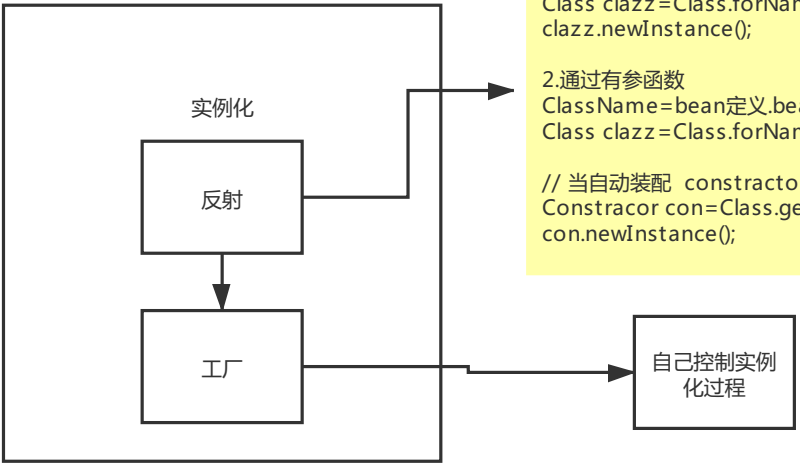 实例化
反射
工厂
Class clazz=Class.forNam
clazz.newInstance();
2.通过有参函数
ClassName=bean定义.bea
Class clazz=Class.forNam
// 当自动装配 constracto
Constracor con=Class.ge
con.newInstance();
自己控制实例
化过程